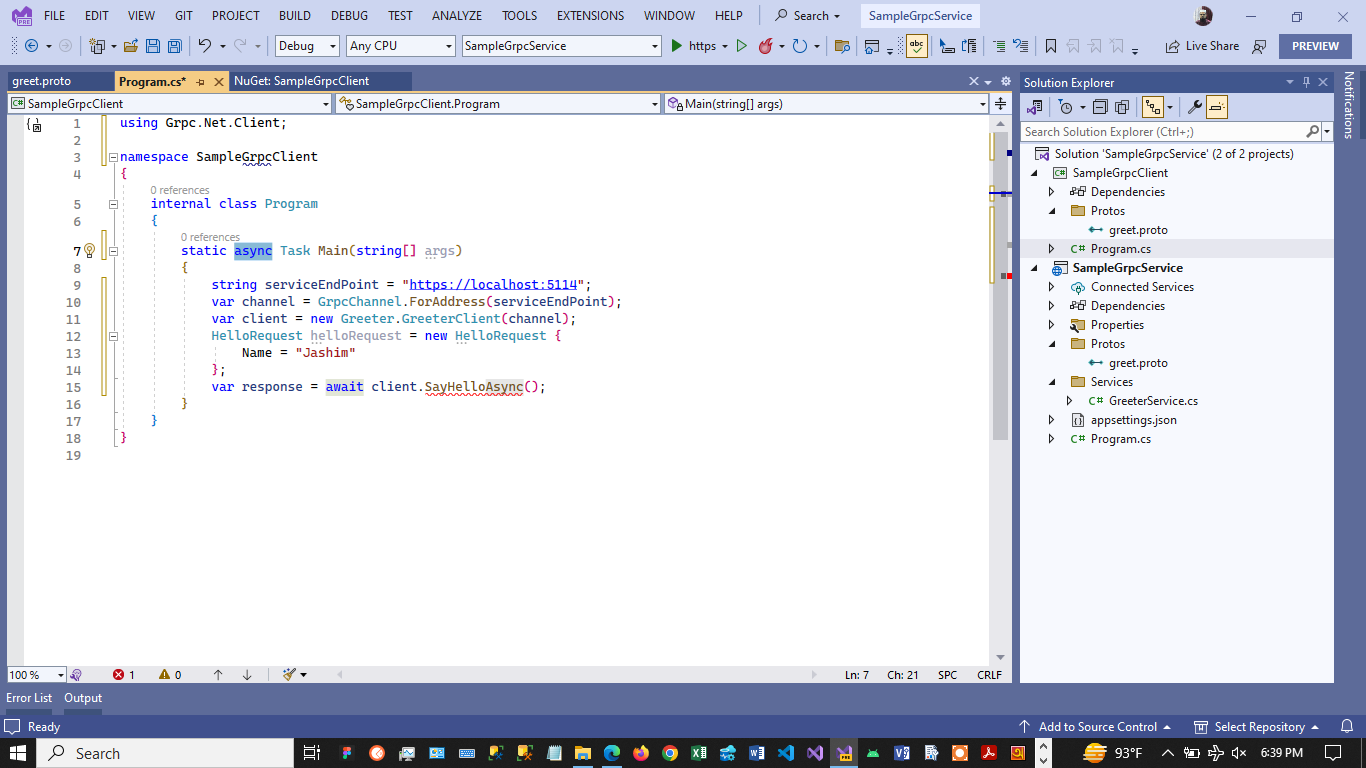 FILE EDIT VIEW GIT PROJECT BUILD DEBUG TEST ANALYZE TOOLS EXTENSIONS WINDOW HELP Search SampleGrpcService
Debug Any CPU SampleGrpcService https Live Share PREVIEW
greet.proto Program.cs* NuGet: SampleGrpcClient
SampleGrpcClient SampleGrpcClient.Program Main(string[] args)
1 using Grpc.Net.Client;
2
3 namespace SampleGrpcClient
4 {
0 references
5 internal class Program
6 {
0 references
7 static async Task Main(string[] args)
8 {
9 string serviceEndPoint = "https://localhost:5114";
10 var channel = GrpcChannel.ForAddress(serviceEndPoint);
11 var client = new Greeter.GreeterClient(channel);
12 HelloRequest helloRequest = new HelloRequest {
13 Name = "Jashim"
14 };
15 var response = await client.SayHelloAsync();
16 }
17 }
18 }
19
100 % 1 0 Ln: 7 Ch: 21 SPC CRLF
Solution Explorer
Search Solution Explorer (Ctrl+;)
Solution 'SampleGrpcService' (2 of 2 projects)
SampleGrpcClient
Dependencies
Protos
greet.proto
C# Program.cs
SampleGrpcService
Connected Services
Dependencies
Properties
Protos
greet.proto
Services
C# GreeterService.cs
appsettings.json
C# Program.cs
Notifications
Error List Output
Ready Add to Source Control Select Repository
Search 93°F 6:39 PM